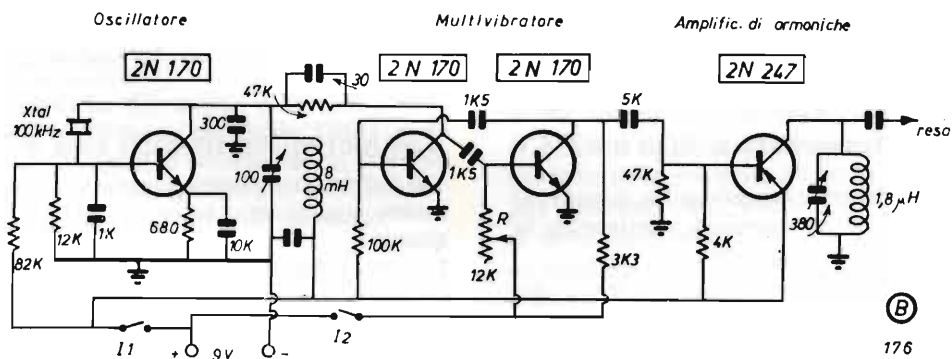 Oscillatore Multivibratore Amplific. di armoniche
2N 170 2N 170 2N 170 2N 247
Xtal
100kHz
47K
30
300
100
8
mH
1K5
1K5
5K
47K
resa
380
1,8 µH
82K
12K
1K
680
10K
100K
R
12K
3K3
4K
I1
+ 9V -
I2
B
176